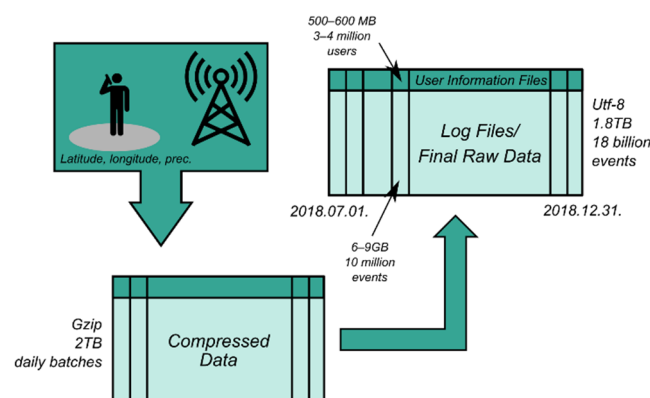 500–600 MB
3–4 million
users
User Information Files
Log Files/
Final Raw Data
Utf-8
1.8TB
18 billion
events
Latitude, longitude, prec.
2018.07.01.
2018.12.31.
6–9GB
10 million
events
Gzip
2TB
daily batches
Compressed
Data